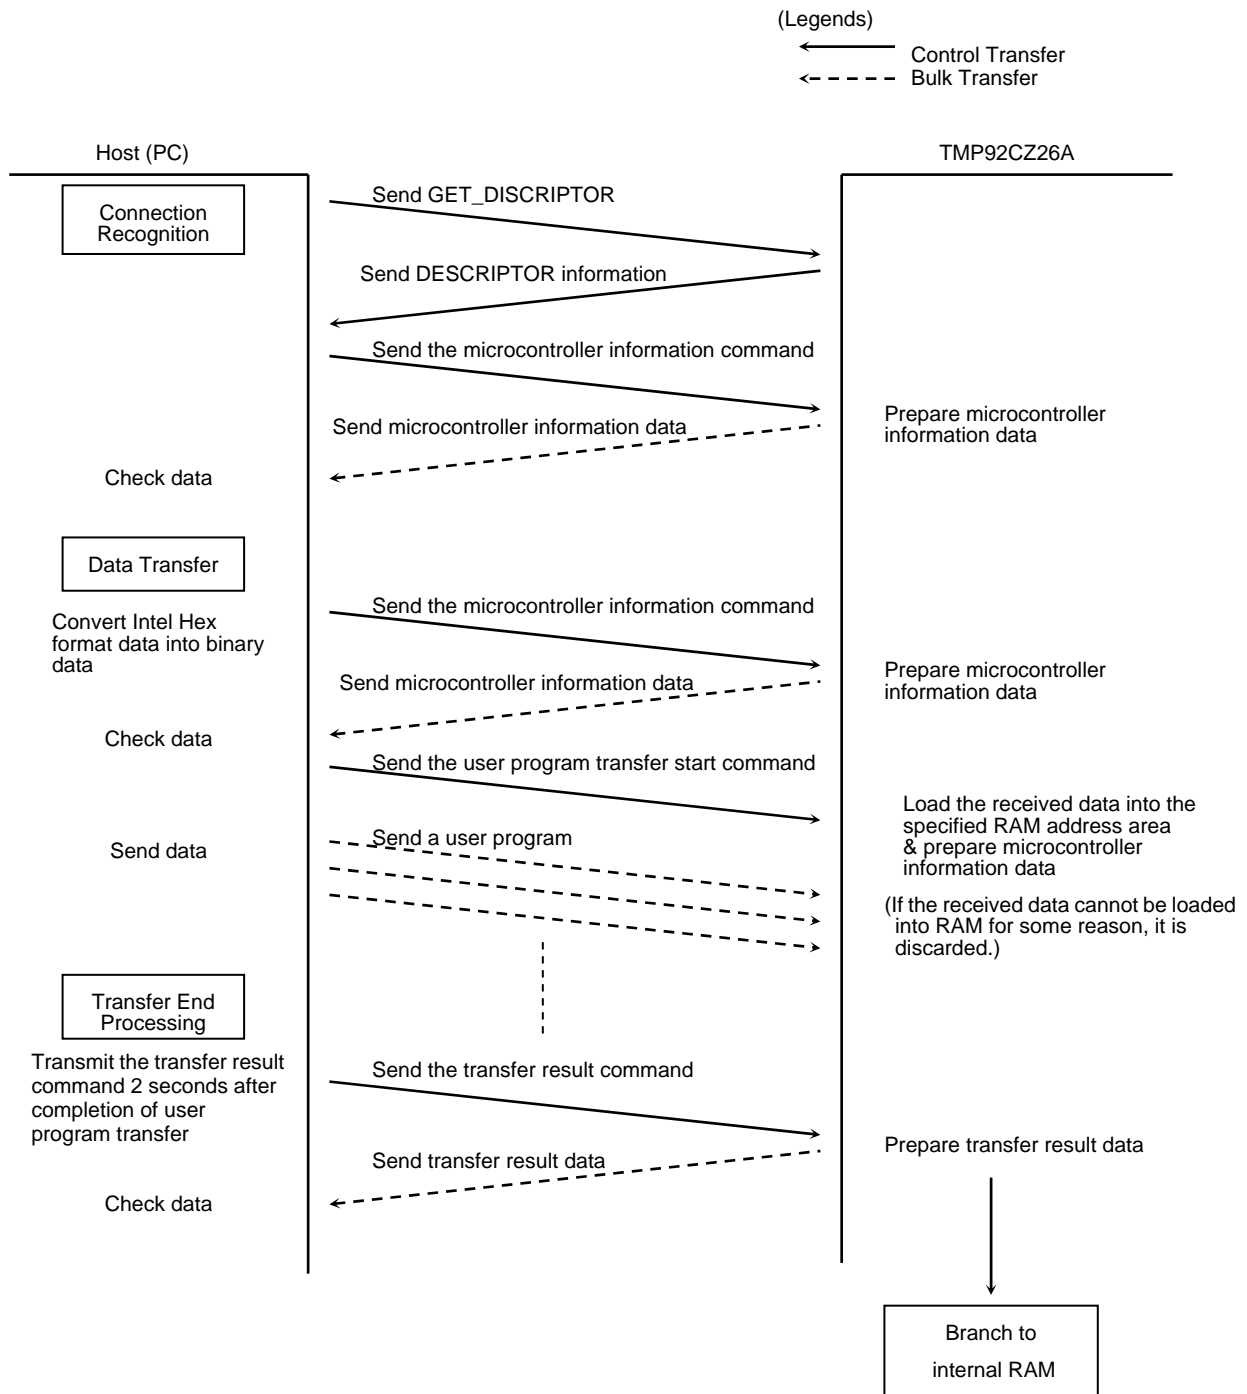 (Legends)
Control Transfer
Bulk Transfer
Host (PC)
TMP92CZ26A
Connection
Recognition
Send GET_DISCRIPTOR
Send DESCRIPTOR information
Send the microcontroller information command
Prepare microcontroller
information data
Send microcontroller information data
Check data
Data Transfer
Convert Intel Hex
format data into binary
data
Send the microcontroller information command
Prepare microcontroller
information data
Send microcontroller information data
Check data
Send the user program transfer start command
Load the received data into the
specified RAM address area
& prepare microcontroller
information data
Send data
Send a user program
(If the received data cannot be loaded
into RAM for some reason, it is
discarded.)
Transfer End
Processing
Transmit the transfer result
command 2 seconds after
completion of user
program transfer
Send the transfer result command
Prepare transfer result data
Send transfer result data
Check data
Branch to
internal RAM